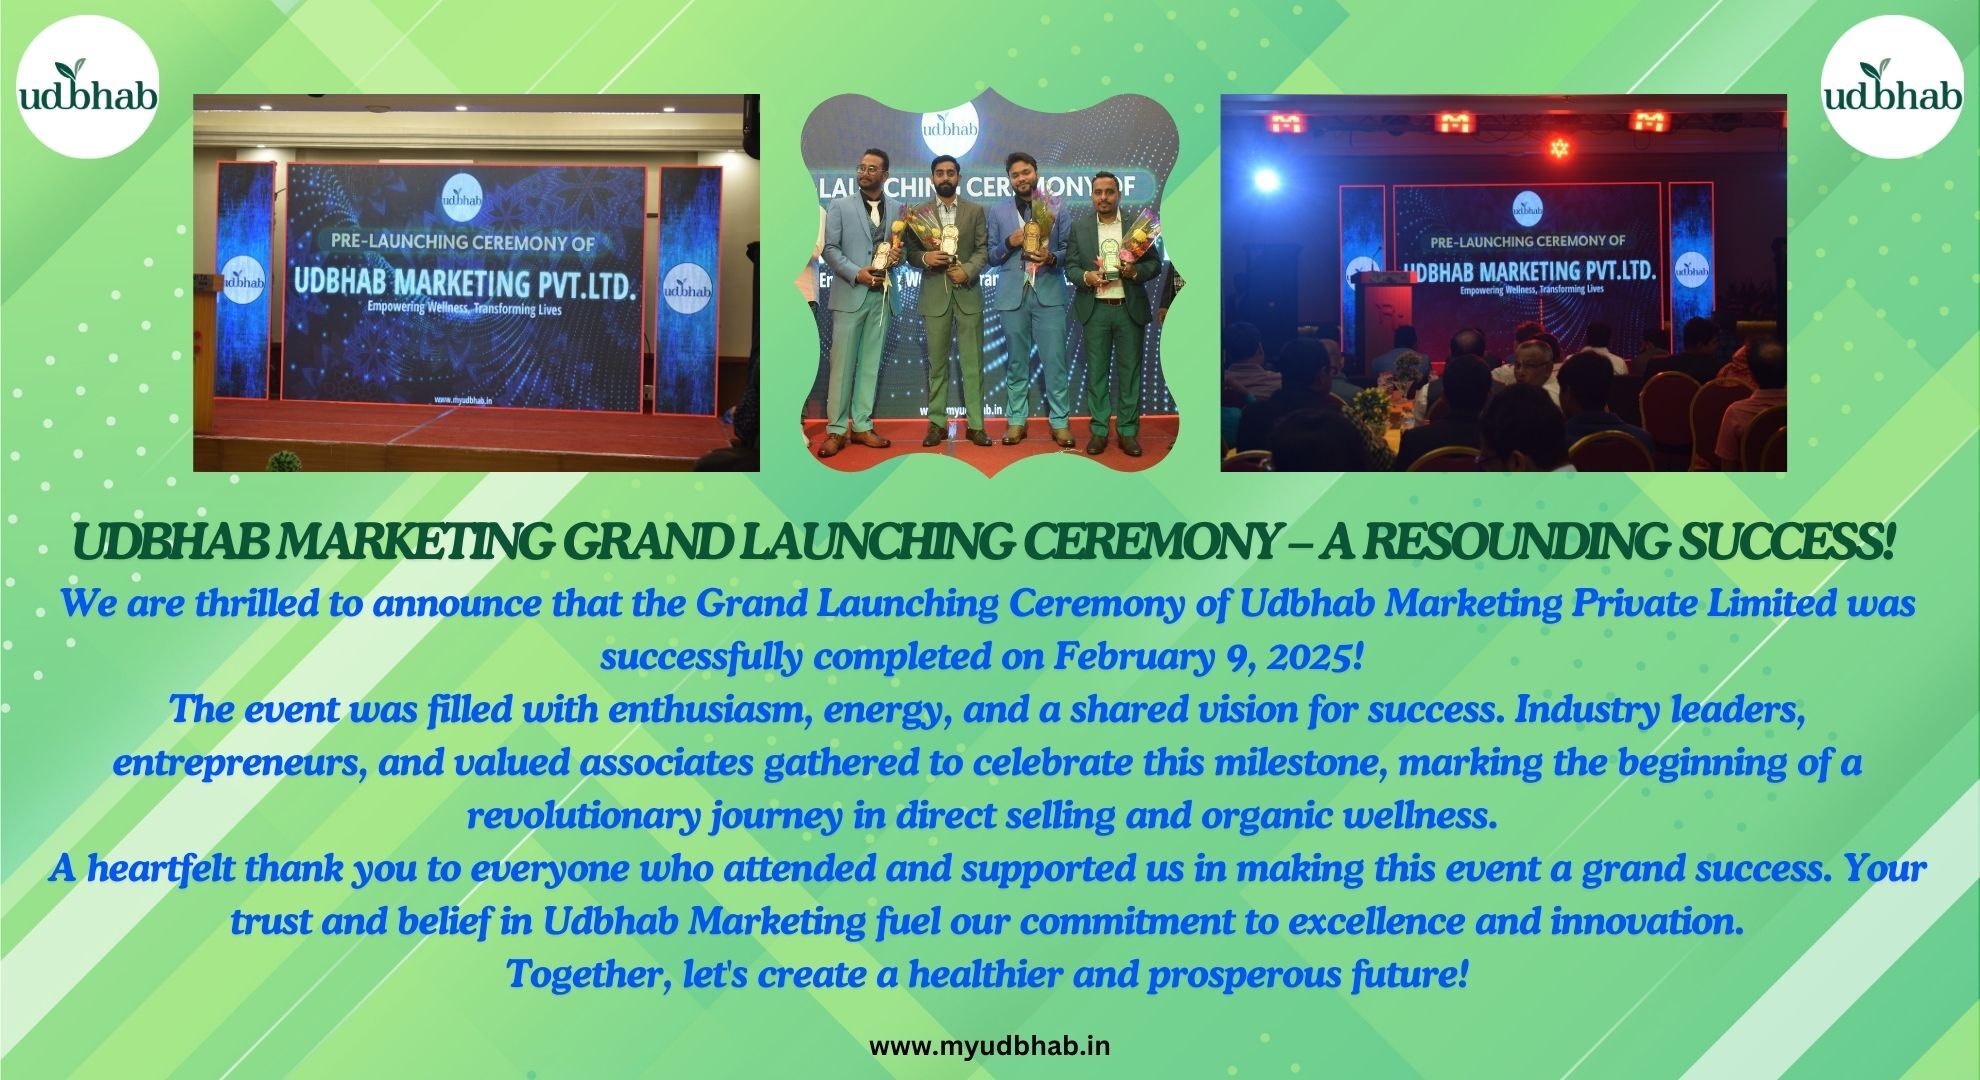 udbhab
udbhab
udbhab
PRE-LAUNCHING CEREMONY OF
UDBHAB MARKETING PVT.LTD.
Empowering Wellness, Transforming Lives
udbhab
udbhab
www.myudbhab.in
udbhab
LAUNCHING CEREMONY OF
udbhab
PRE-LAUNCHING CEREMONY OF
UDBHAB MARKETING PVT.LTD.
Empowering Wellness, Transforming Lives
udbhab
UDBHAB MARKETING GRAND LAUNCHING CEREMONY – A RESOUNDING SUCCESS!
We are thrilled to announce that the Grand Launching Ceremony of Udbhab Marketing Private Limited was
successfully completed on February 9, 2025!
The event was filled with enthusiasm, energy, and a shared vision for success. Industry leaders,
entrepreneurs, and valued associates gathered to celebrate this milestone, marking the beginning of a
revolutionary journey in direct selling and organic wellness.
A heartfelt thank you to everyone who attended and supported us in making this event a grand success. Your
trust and belief in Udbhab Marketing fuel our commitment to excellence and innovation.
Together, let's create a healthier and prosperous future!
www.myudbhab.in